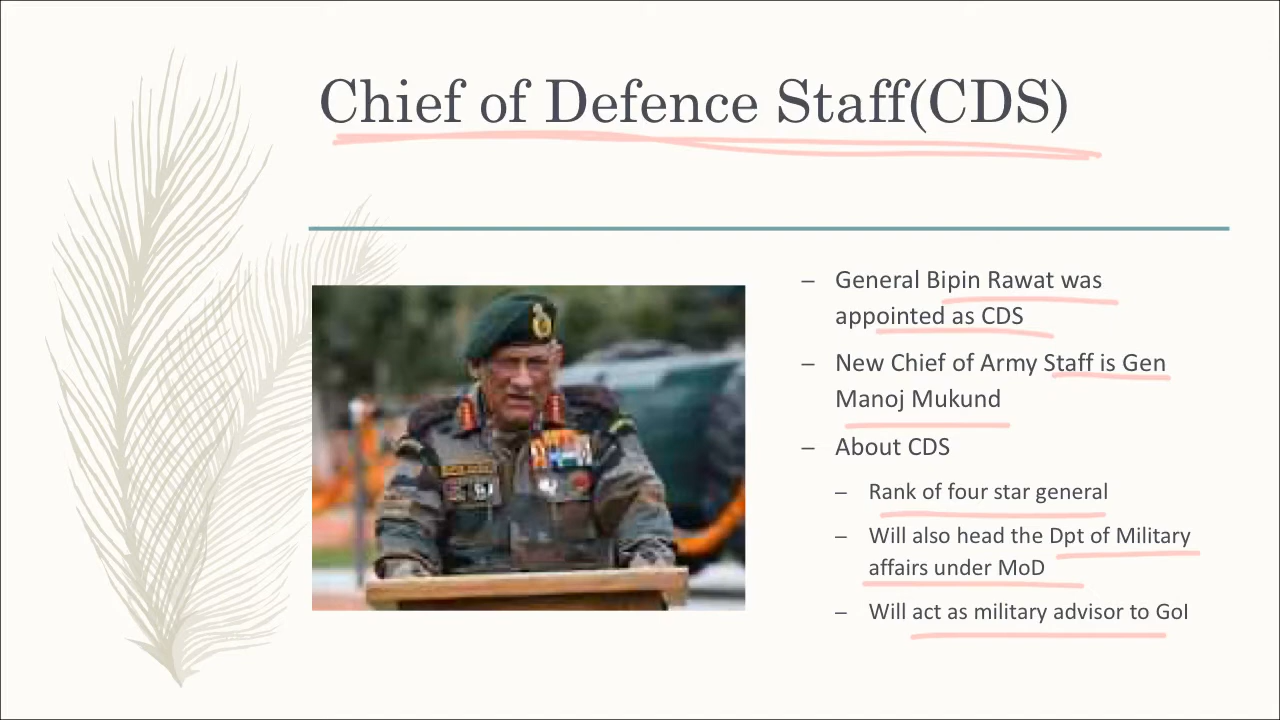 Chief of Defence Staff(CDS)
– General Bipin Rawat was
appointed as CDS
– New Chief of Army Staff is Gen
Manoj Mukund
– About CDS
– Rank of four star general
– Will also head the Dpt of Military
affairs under MoD
– Will act as military advisor to GoI